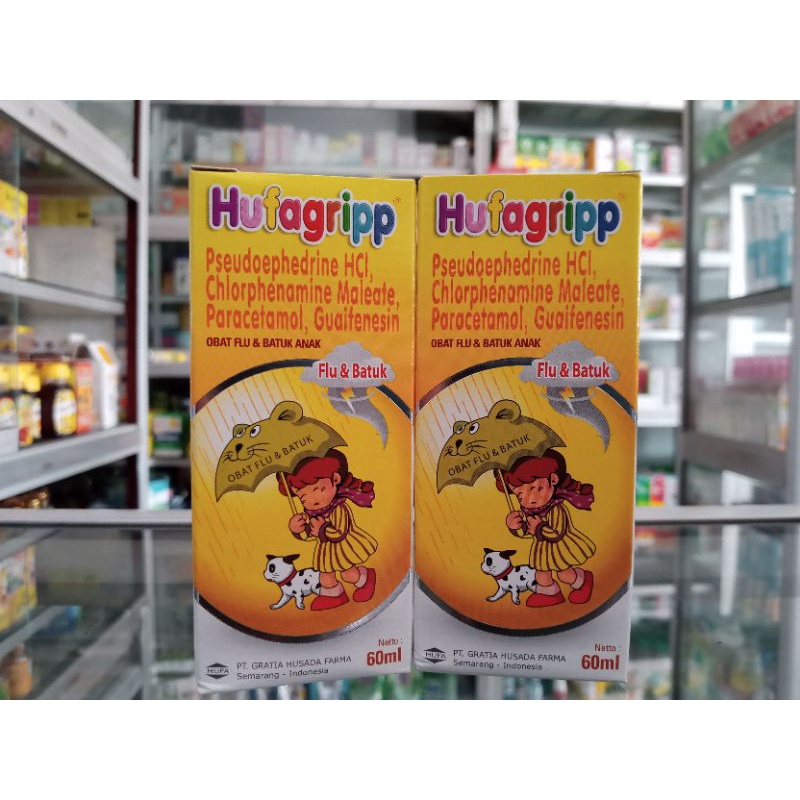 Hufagripp®
Pseudoephedrine HCl,
Chlorphenamine Maleate,
Paracetamol, Guaifenesin
OBAT FLU & BATUK ANAK
Flu & Batuk
OBAT FLU & BATUK
HUFA
PT. GRATIA HUSADA FARMA
Semarang - Indonesia
Netto :
60ml
Hufagripp®
Pseudoephedrine HCl,
Chlorphenamine Maleate,
Paracetamol, Guaifenesin
OBAT FLU & BATUK ANAK
Flu & Batuk
OBAT FLU & BATUK
HUFA
PT. GRATIA HUSADA FARMA
Semarang - Indonesia
Netto :
60ml